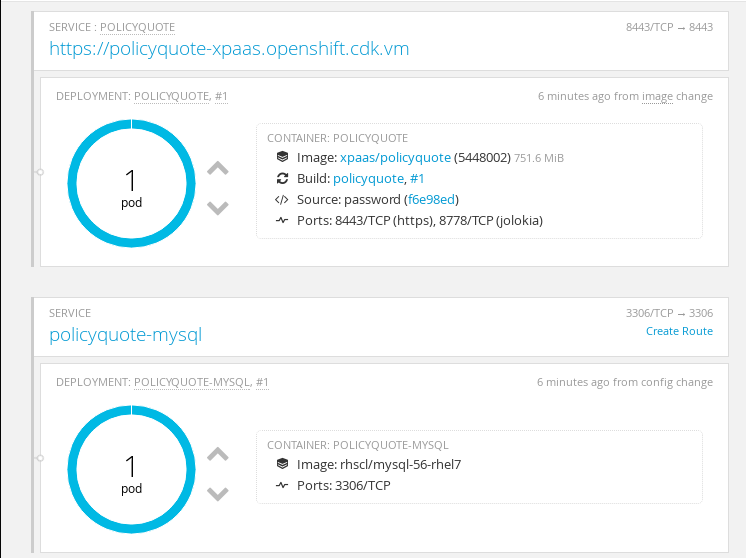 SERVICE : POLICYQUOTE
8443/TCP → 8443
https://policyquote-xpaas.openshift.cdk.vm
DEPLOYMENT: POLICYQUOTE, #1
6 minutes ago from image change
1
pod
CONTAINER: POLICYQUOTE
Image: xpaas/policyquote (5448002) 751.6 MiB
Build: policyquote, #1
</> Source: password (f6e98ed)
Ports: 8443/TCP (https), 8778/TCP (jolokia)
SERVICE
3306/TCP → 3306
policyquote-mysql
Create Route
DEPLOYMENT: POLICYQUOTE-MYSQL, #1
6 minutes ago from config change
1
pod
CONTAINER: POLICYQUOTE-MYSQL
Image: rhscl/mysql-56-rhel7
Ports: 3306/TCP